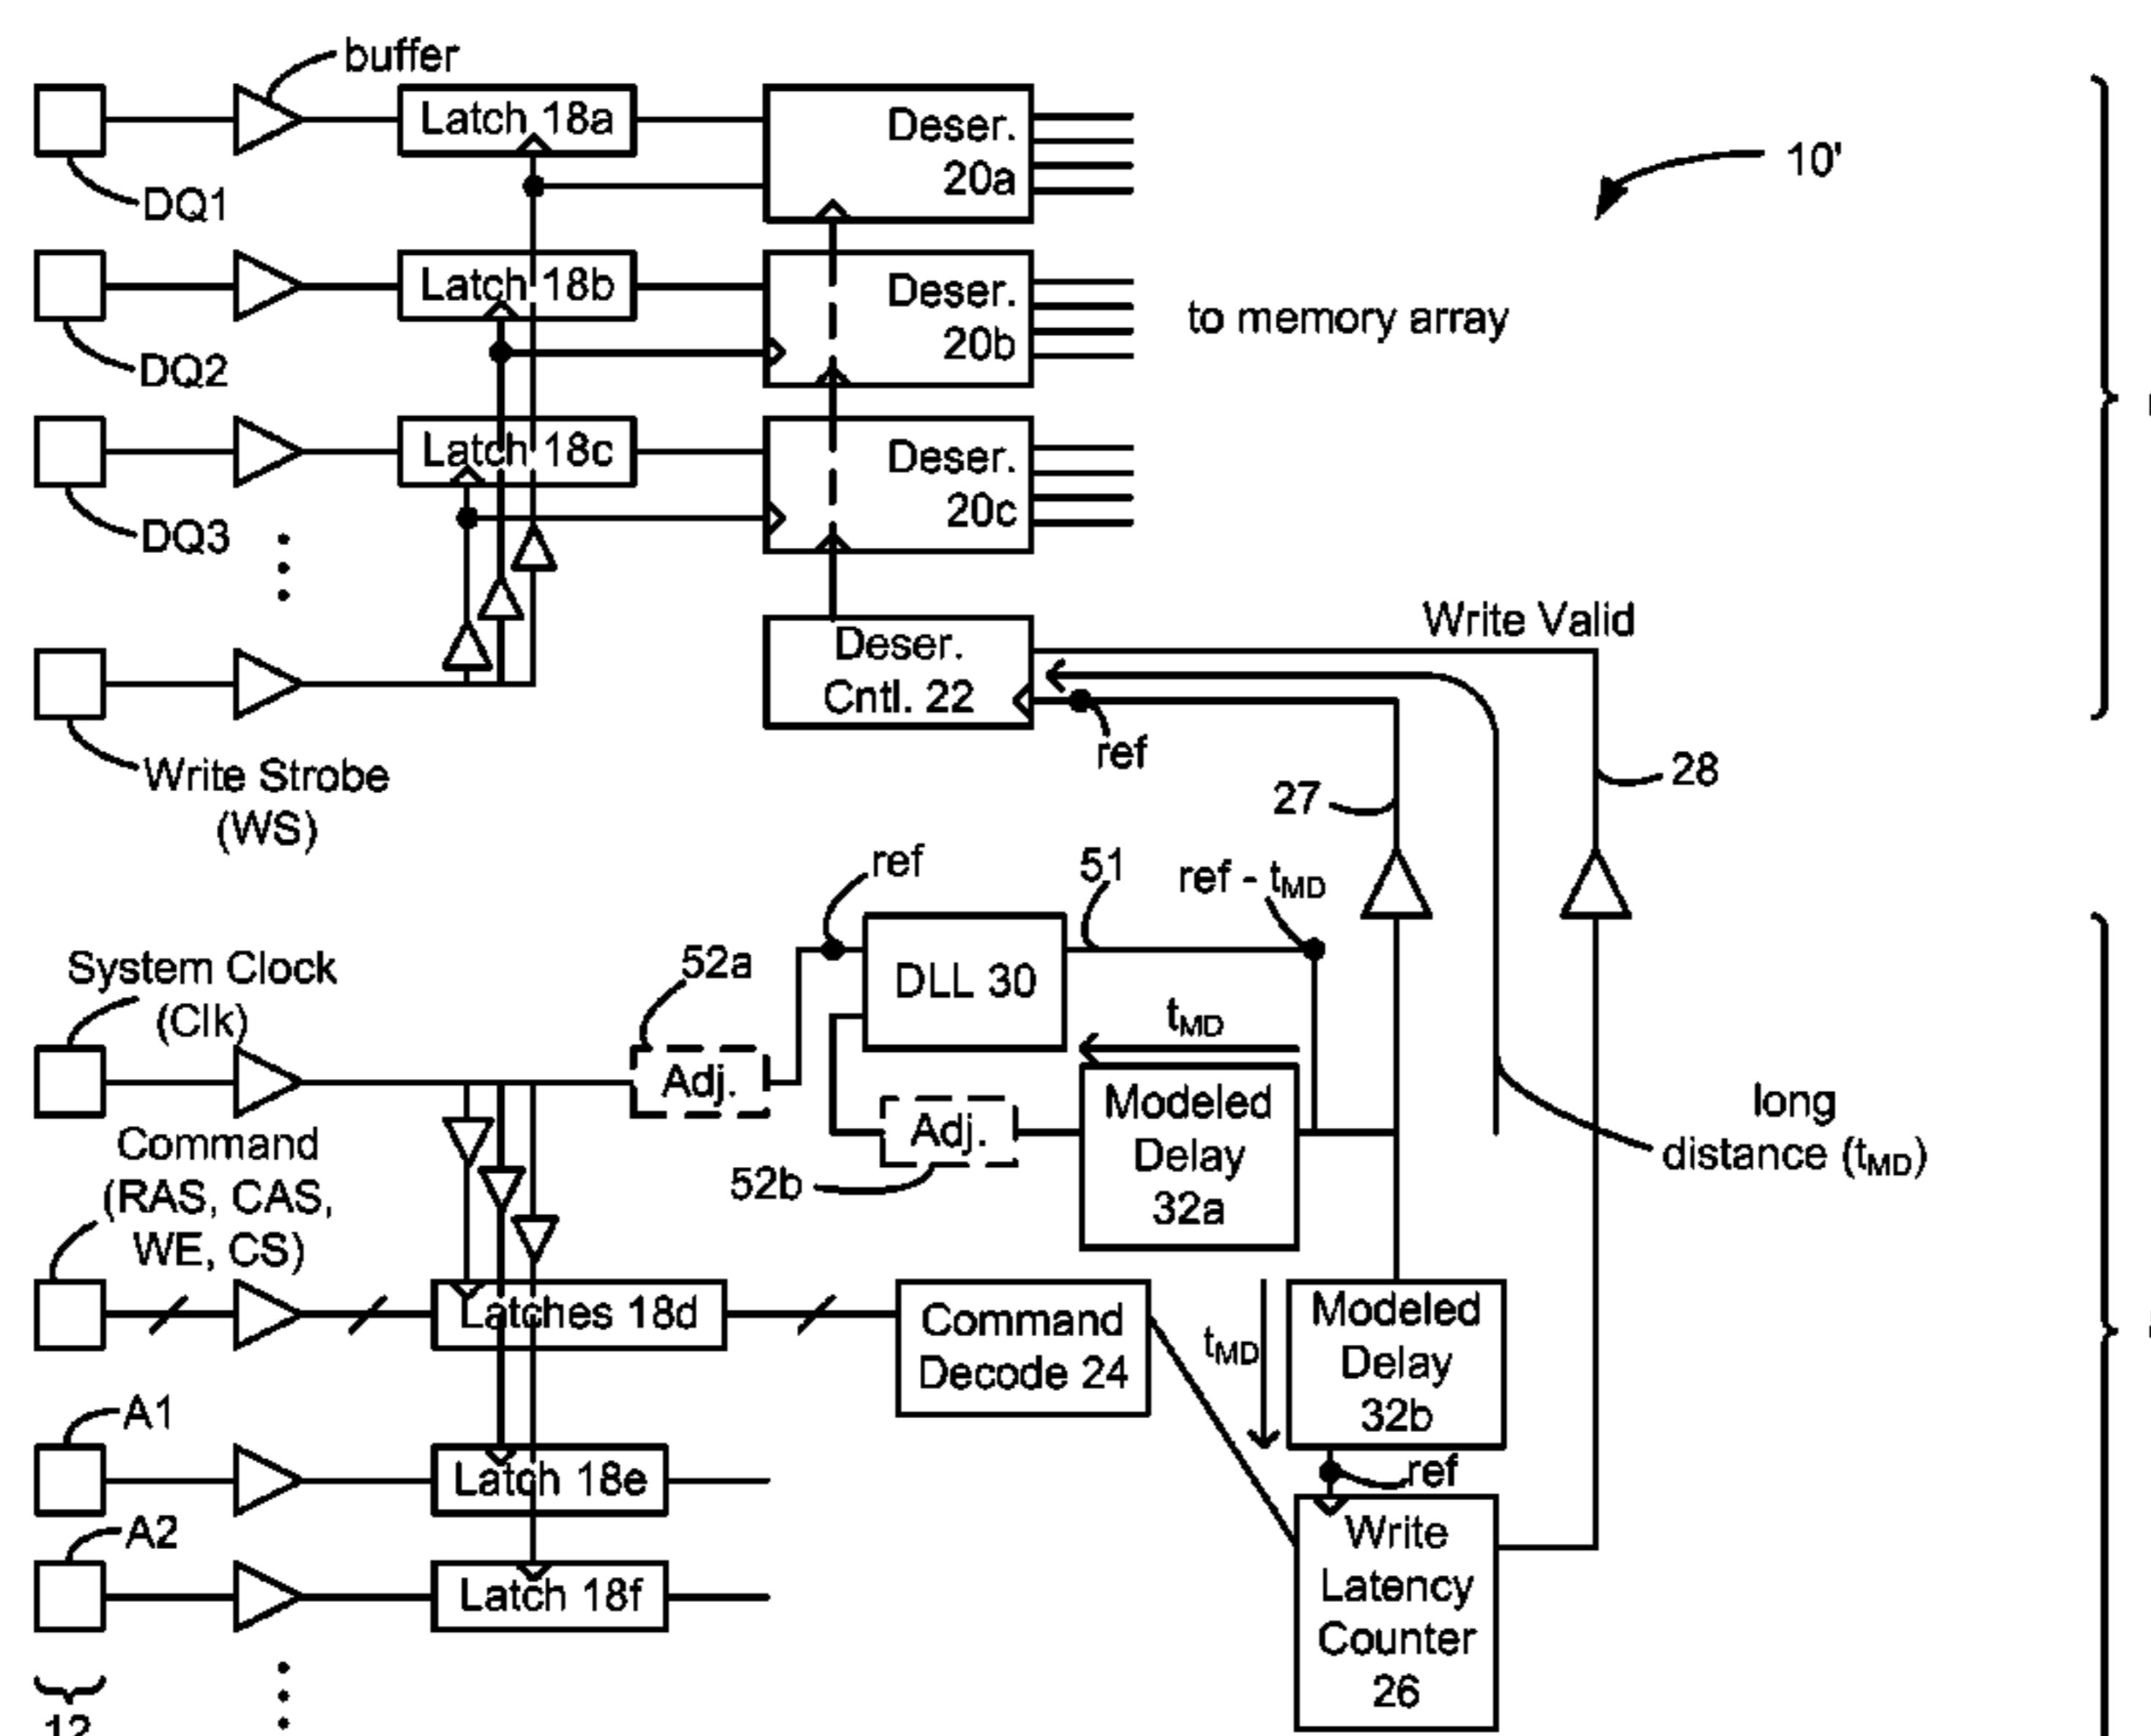 buffer
Latch 18a
Deser.
20a
10'
DQ1
Latch 18b
Deser.
20b
to memory array
DQ2
Latch 18c
Deser.
20c
DQ3
Write Valid
Deser.
Cntl. 22
ref
Write Strobe
(WS)
27
28
ref
51
ref - tMD
52a
System Clock
(Clk)
DLL 30
tMD
Adj.
Modeled
Delay
32a
Adj.
52b
long
distance (tMD)
Command
(RAS, CAS,
WE, CS)
Latches 18d
Command
Decode 24
tMD
Modeled
Delay
32b
A1
Latch 18e
ref
A2
Latch 18f
Write
Latency
Counter
26
12